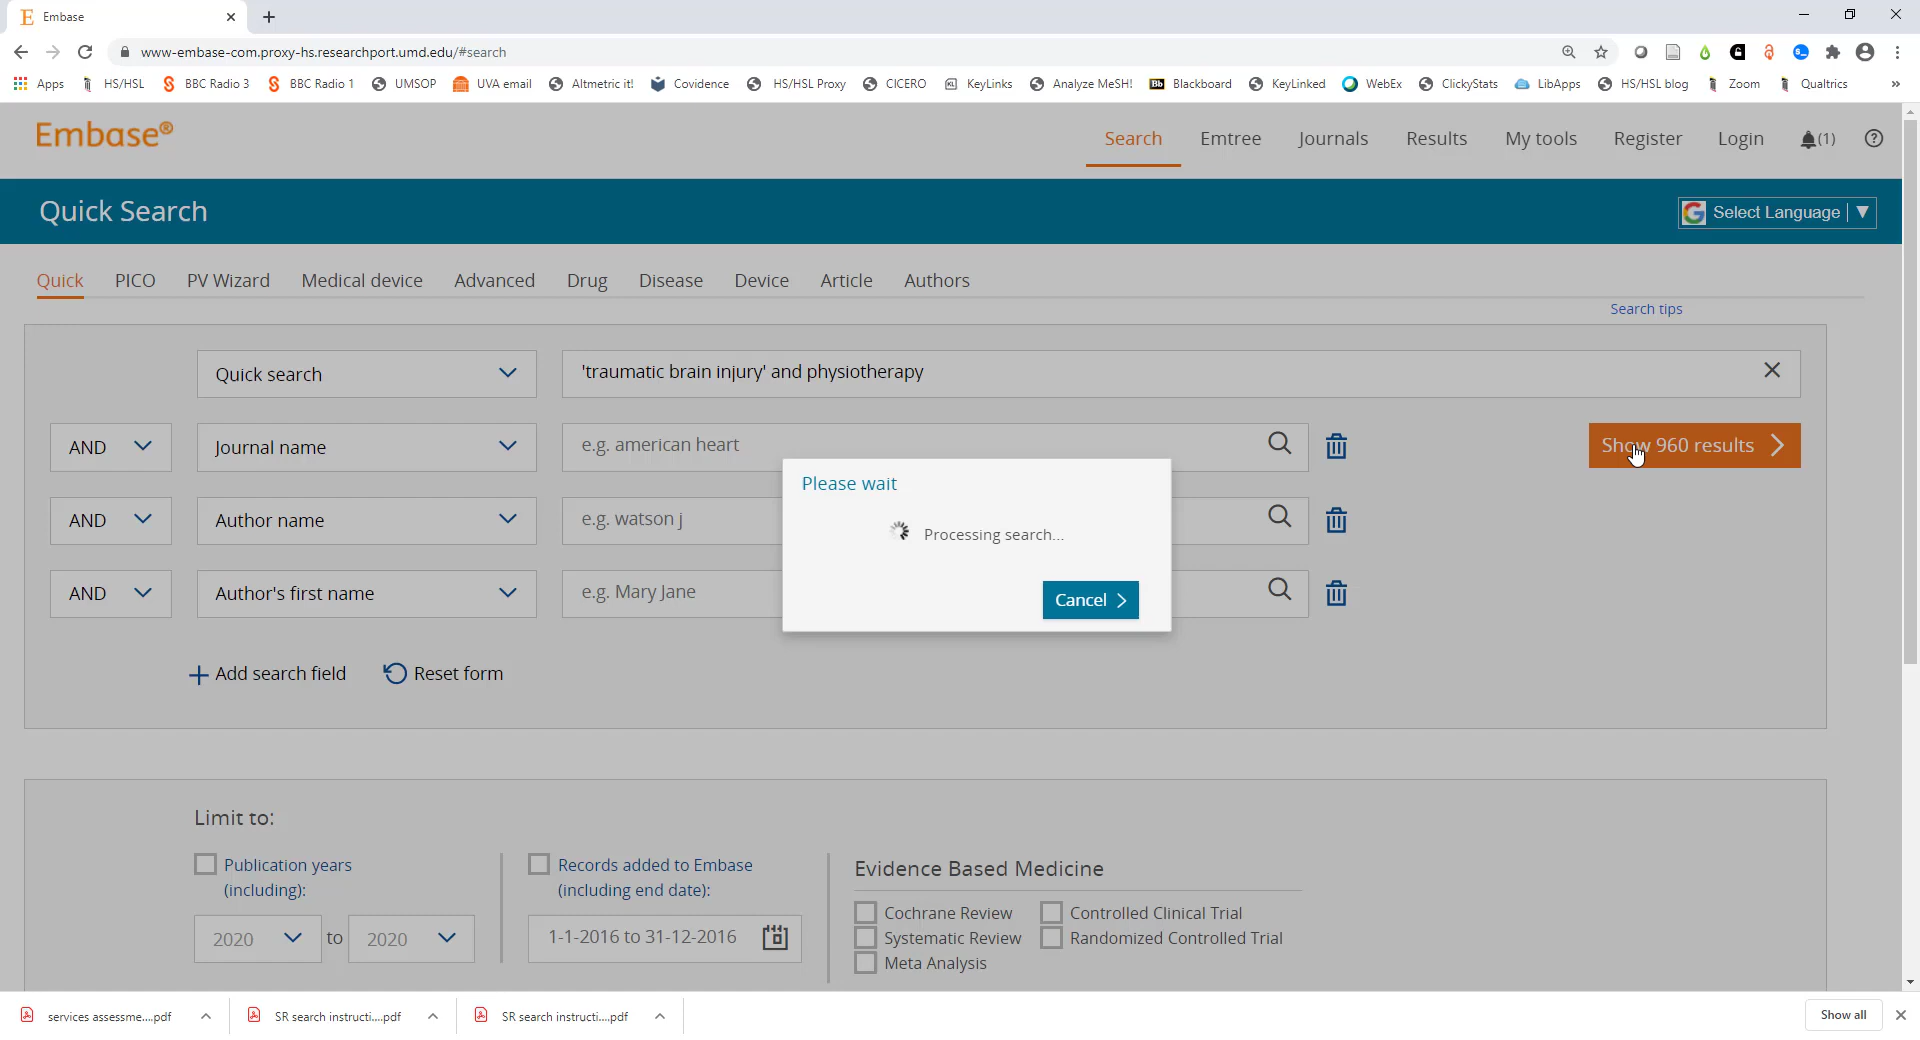 Embase
www-embase-com.proxy-hs.researchport.umd.edu/#search
Apps HS/HSL BBC Radio 3 BBC Radio 1 UMSOP UVA email Altmetric it! Covidence HS/HSL Proxy CICERO KeyLinks Analyze MeSH! Bb Blackboard KeyLinked WebEx ClickyStats LibApps HS/HSL blog Zoom Qualtrics »
Embase®
Search Emtree Journals Results My tools Register Login (1)
Quick Search
Select Language
Quick PICO PV Wizard Medical device Advanced Drug Disease Device Article Authors
Search tips
Quick search 'traumatic brain injury' and physiotherapy
AND Journal name e.g. american heart Show 960 results
Please wait
AND Author name e.g. watson j
Processing search...
AND Author's first name e.g. Mary Jane
Cancel
Add search field Reset form
Limit to:
Publication years
(including):
2020 to 2020
Records added to Embase
(including end date):
1-1-2016 to 31-12-2016
Evidence Based Medicine
Cochrane Review Controlled Clinical Trial
Systematic Review Randomized Controlled Trial
Meta Analysis
services assessme....pdf SR search instructi....pdf SR search instructi....pdf Show all